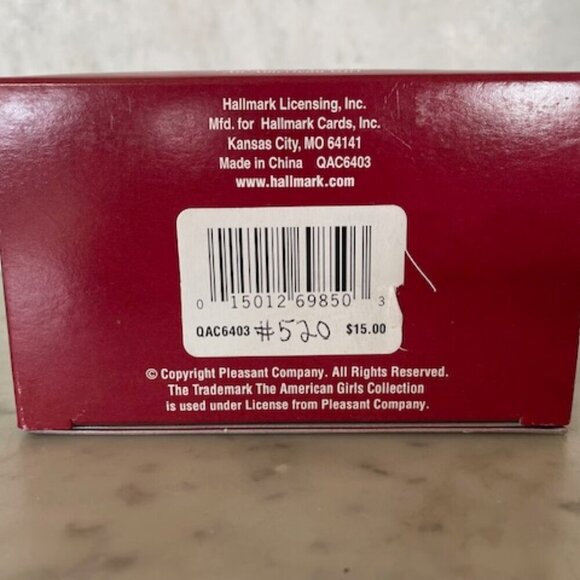 Hallmark Licensing, Inc.
Mfd. for Hallmark Cards, Inc.
Kansas City, MO 64141
Made in China QAC6403
www.hallmark.com
0 15012 69850 3
QAC6403 #520 $15.00
© Copyright Pleasant Company. All Rights Reserved.
The Trademark The American Girls Collection
is used under License from Pleasant Company.